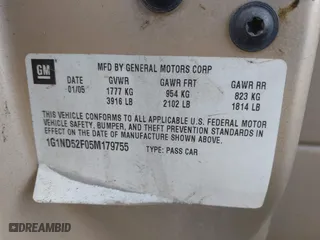 GM
MFD BY GENERAL MOTORS CORP
DATE GVWR GAWR FRT GAWR RR
01/05 1777 KG 954 KG 823 KG
3916 LB 2102 LB 1814 LB
THIS VEHICLE CONFORMS TO ALL APPLICABLE U.S. FEDERAL MOTOR
VEHICLE SAFETY, BUMPER, AND THEFT PREVENTION STANDARDS IN
EFFECT ON THE DATE OF MANUFACTURE SHOWN ABOVE.
1G1ND52F05M179755 TYPE: PASS CAR
AUTOHELPERBOT.COM